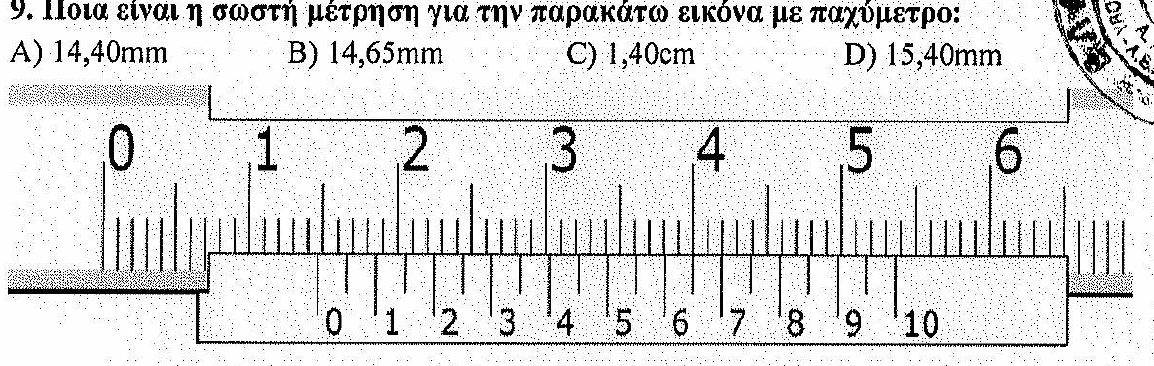 9. Ποια είναι η σωστή μέτρηση για την παρακάτω εικόνα με παχύμετρο:
A) 14,40mm B) 14,65mm C) 1,40cm D) 15,40mm
0 1 2 3 4 5 6
0 1 2 3 4 5 6 7 8 9 10